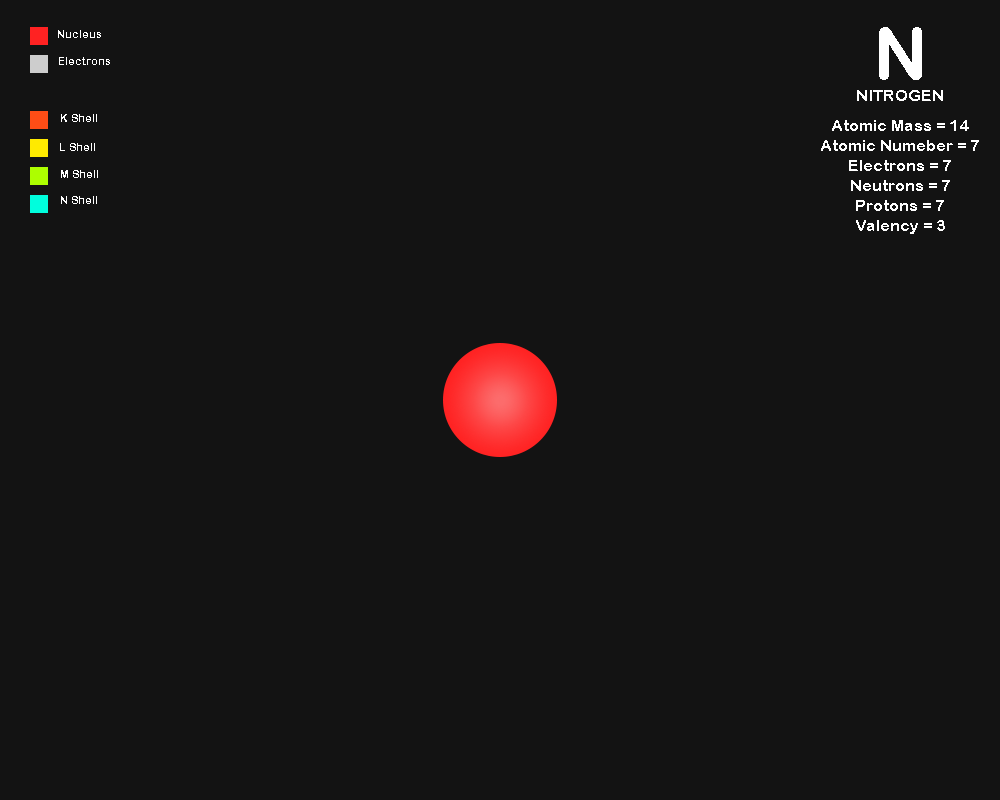 Nucleus
Electrons
K Shell
L Shell
M Shell
N Shell
N
NITROGEN
Atomic Mass = 14
Atomic Numeber = 7
Electrons = 7
Neutrons = 7
Protons = 7
Valency = 3